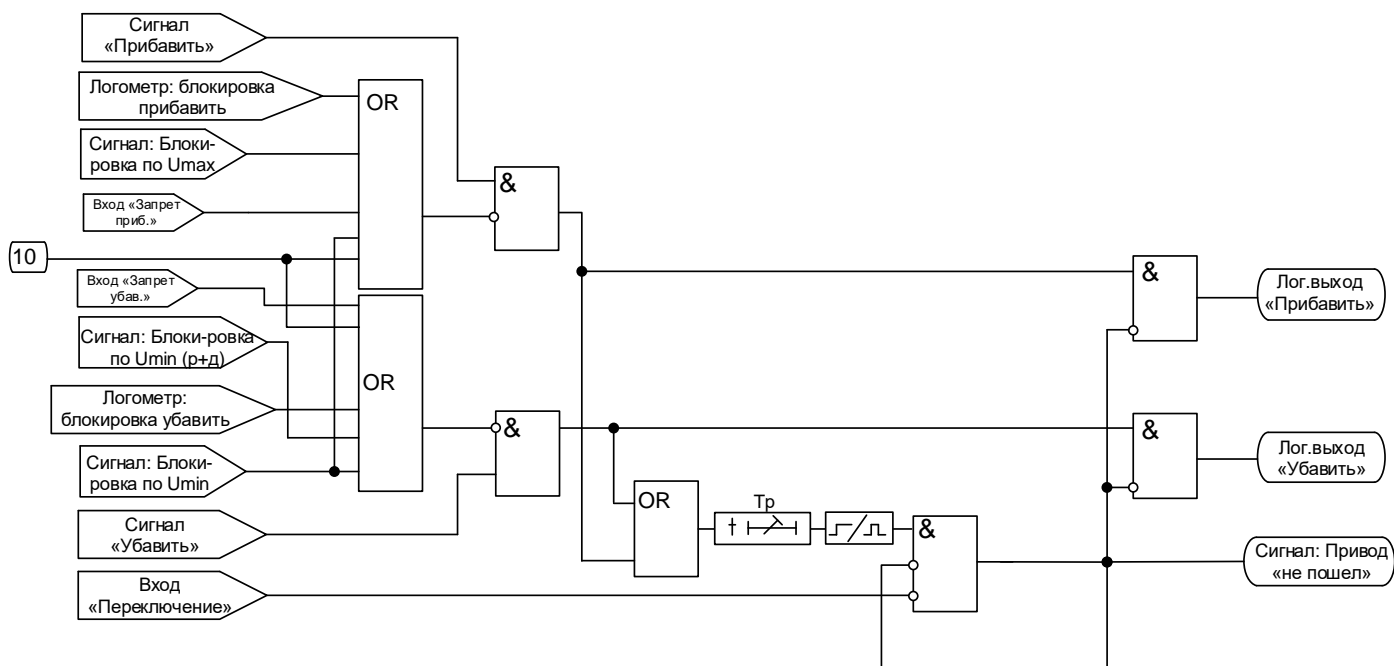 Сигнал
«Прибавить»
Логометр: блокировка
прибавить
OR
Сигнал: Блоки-
ровка по Umax
&
Вход «Запрет
приб.»
10
Вход «Запрет
убав.»
&
Лог.выход
«Прибавить»
Сигнал: Блоки-ровка
по Umin (р+д)
OR
Логометр:
блокировка убавить
&
&
Лог.выход
«Убавить»
Сигнал: Блоки-
ровка по Umin
OR
Тр
Сигнал
«Убавить»
&
Сигнал: Привод
«не пошел»
Вход
«Переключение»